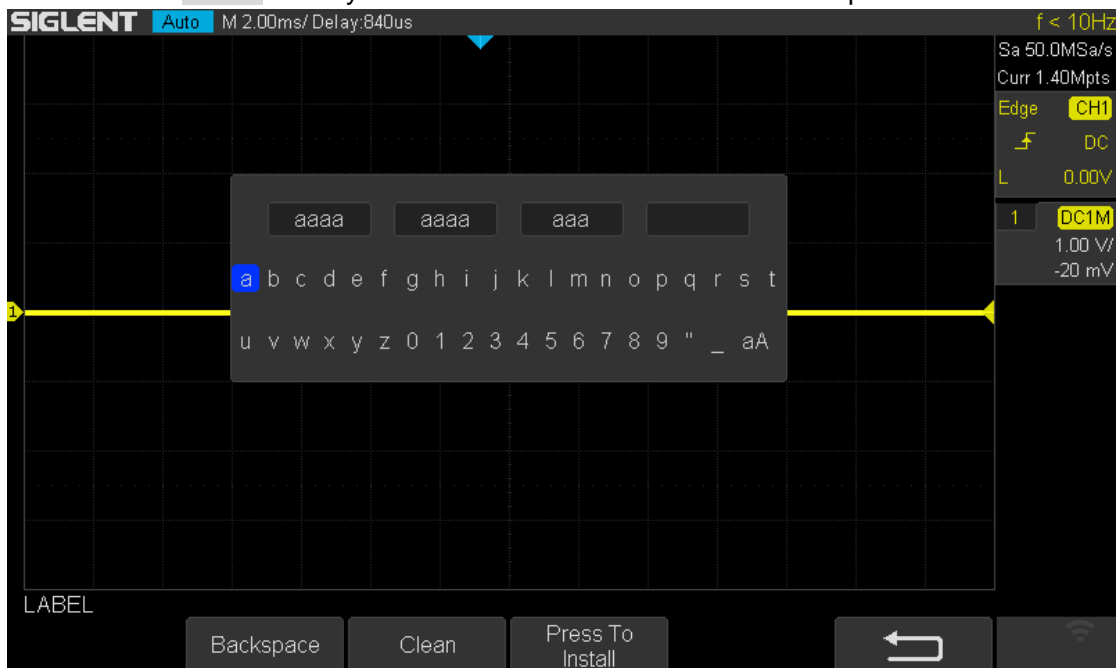 SIGLENT Auto M 2.00ms/ Delay:840us f < 10Hz
Sa 50.0MSa/s
Curr 1.40Mpts
Edge CH1
DC
L 0.00V
aaaa aaaa aaa
1 DC1M
1.00 V/
-20 mV
a b c d e f g h i j k l m n o p q r s t
1
u v w x y z 0 1 2 3 4 5 6 7 8 9 " _ aA
LABEL
Backspace Clean Press To
Install